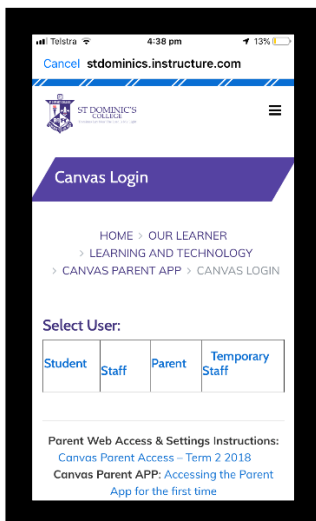 Telstra 4:38 pm 13%
Cancel stdominics.instructure.com
ST DOMINIC'S
COLLEGE
Canvas Login
HOME > OUR LEARNER
> LEARNING AND TECHNOLOGY
> CANVAS PARENT APP > CANVAS LOGIN
Select User:
Student Staff Parent Temporary
Staff
Parent Web Access & Settings Instructions:
Canvas Parent Access – Term 2 2018
Canvas Parent APP: Accessing the Parent
App for the first time